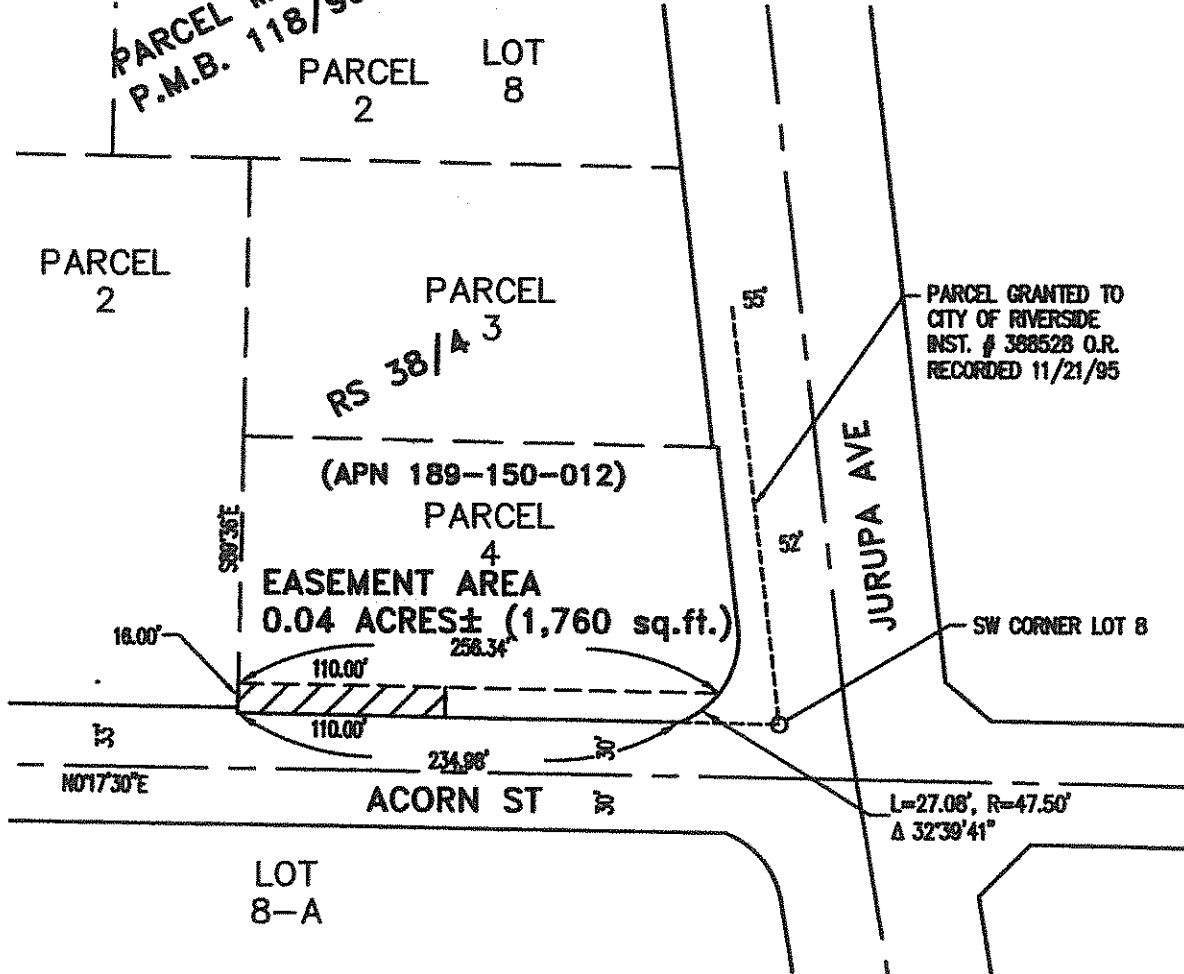 PARCEL
P.M.B. 118/
LOT
8
PARCEL
2
PARCEL
2
PARCEL
3
RS 38/4
55'
PARCEL GRANTED TO
CITY OF RIVERSIDE
INST. # 388528 O.R.
RECORDED 11/21/95
(APN 189-150-012)
PARCEL
4
52'
JURUPA AVE
EASEMENT AREA
0.04 ACRES± (1,760 sq.ft.)
SW CORNER LOT 8
16.00'
256.34'
110.00'
110.00'
33'
234.98'
30'
N0°17'30"E
ACORN ST
30'
L=27.08', R=47.50'
Δ 32°39'41"
LOT
8-A